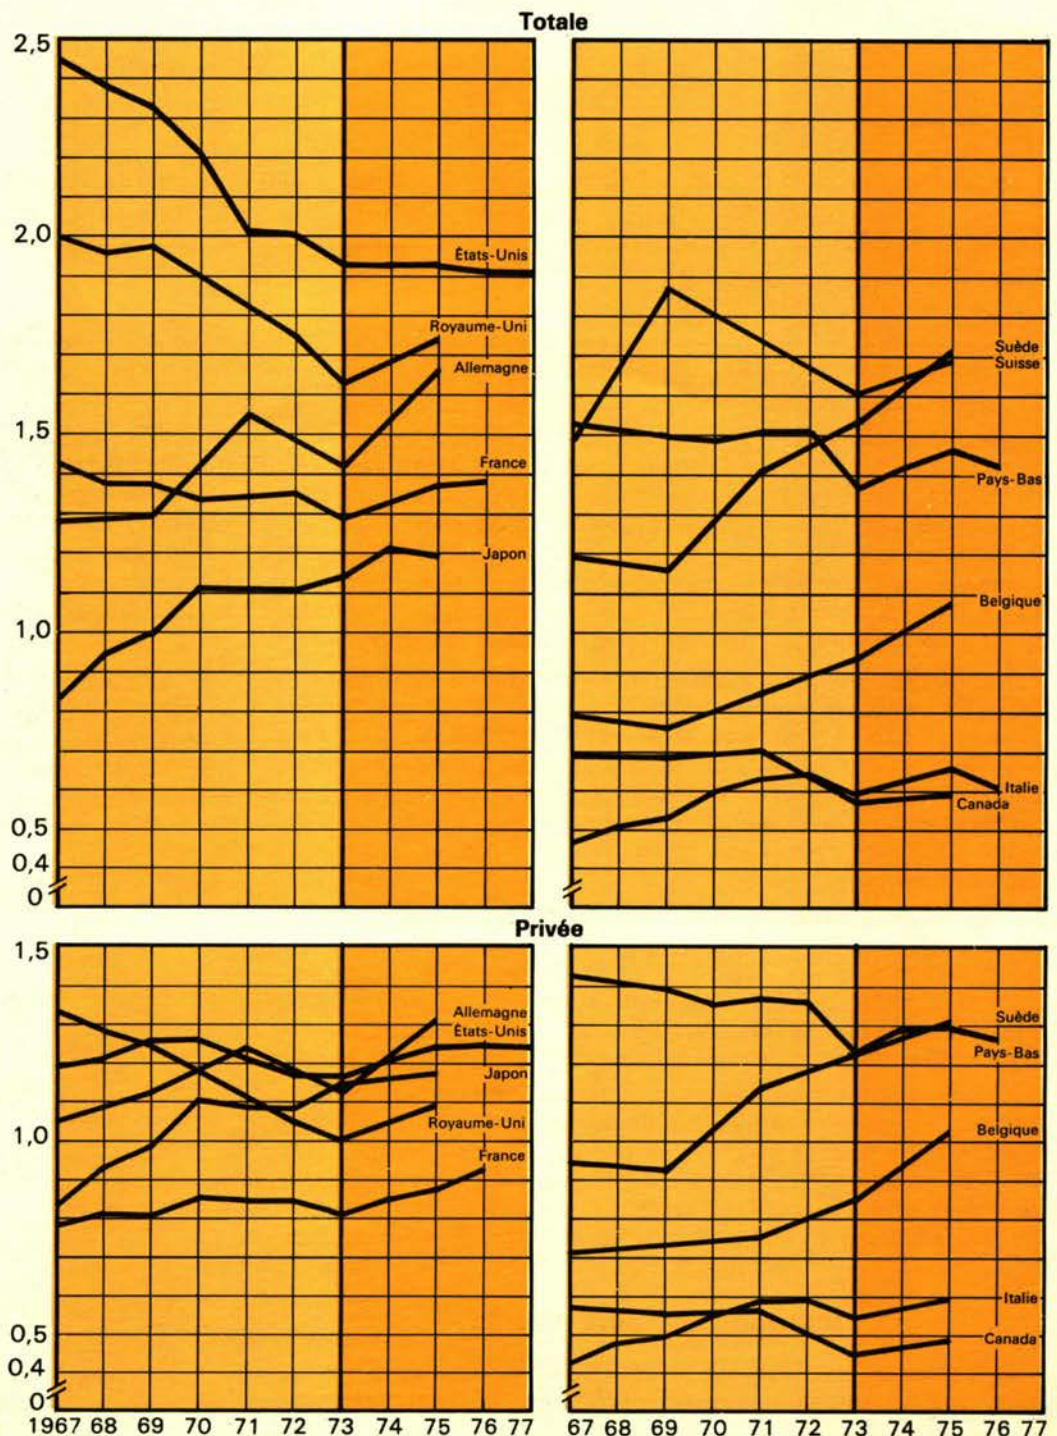 Totale
2,5
2,0
1,5
1,0
0,5
0,4
0
États-Unis
Royaume-Uni
Allemagne
France
Japon
Suède
Suisse
Pays-Bas
Belgique
Italie
Canada
Privée
1,5
1,0
0,5
0,4
0
Allemagne
États-Unis
Japon
Royaume-Uni
France
Suède
Pays-Bas
Belgique
Italie
Canada
1967 68 69 70 71 72 73 74 75 76 77
67 68 69 70 71 72 73 74 75 76 77